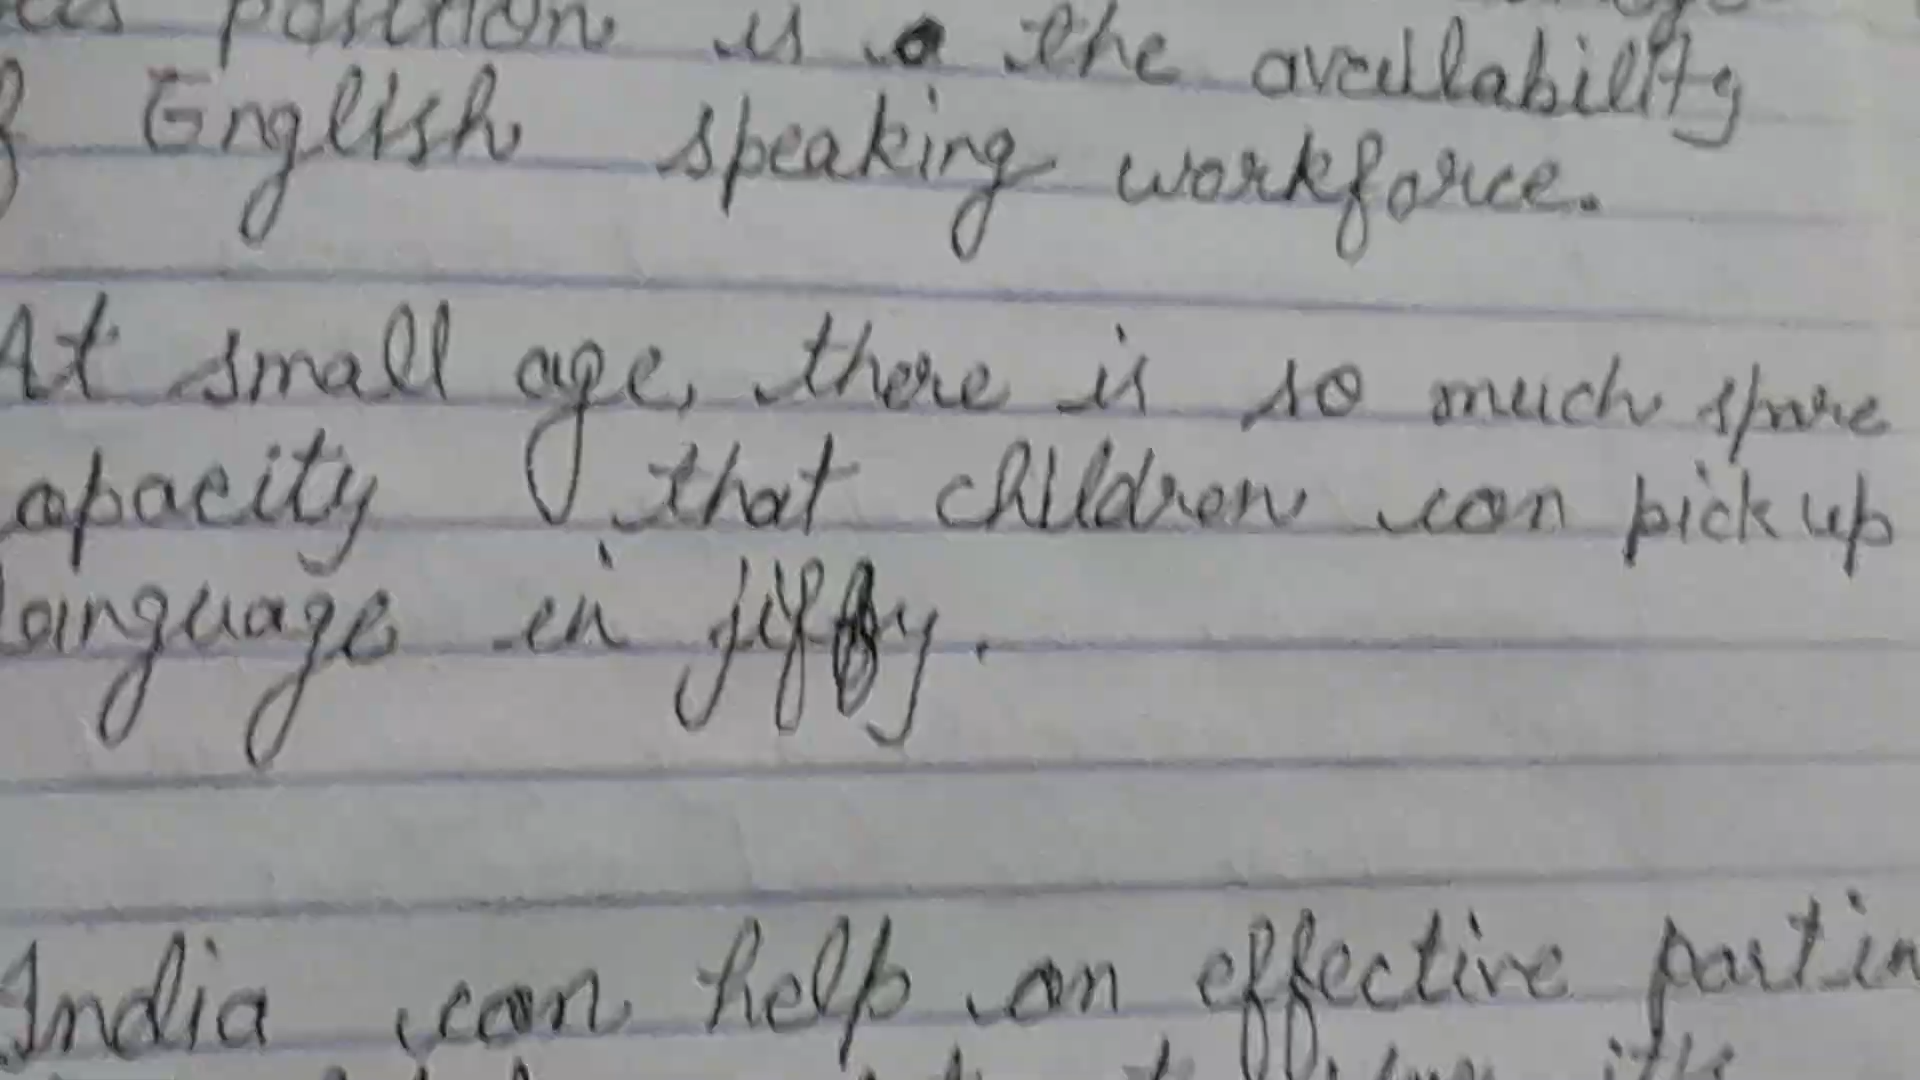 position is the availability
English speaking workforce.
At small age, there is so much spare
apacity that children can pick up
language in jiffy.
India can help an effective part in